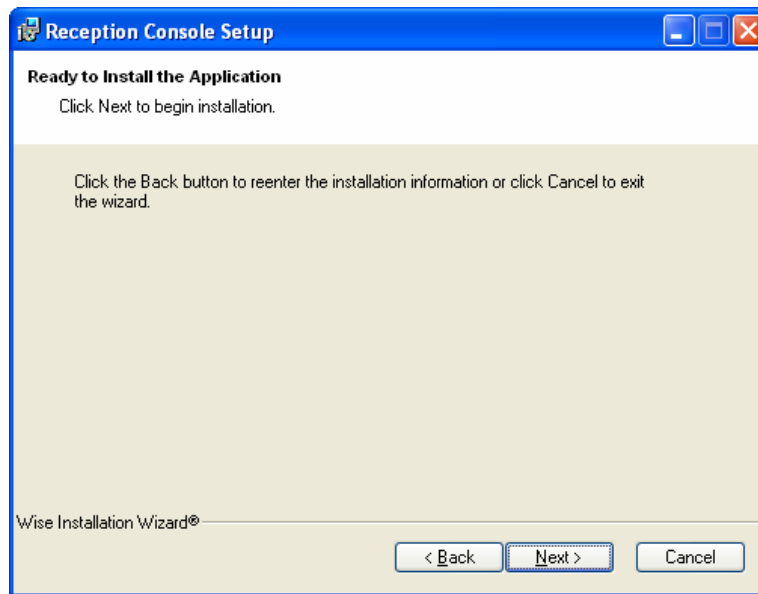 Reception Console Setup
Ready to Install the Application
Click Next to begin installation.
Click the Back button to reenter the installation information or click Cancel to exit
the wizard.
Wise Installation Wizard®
< Back Next > Cancel